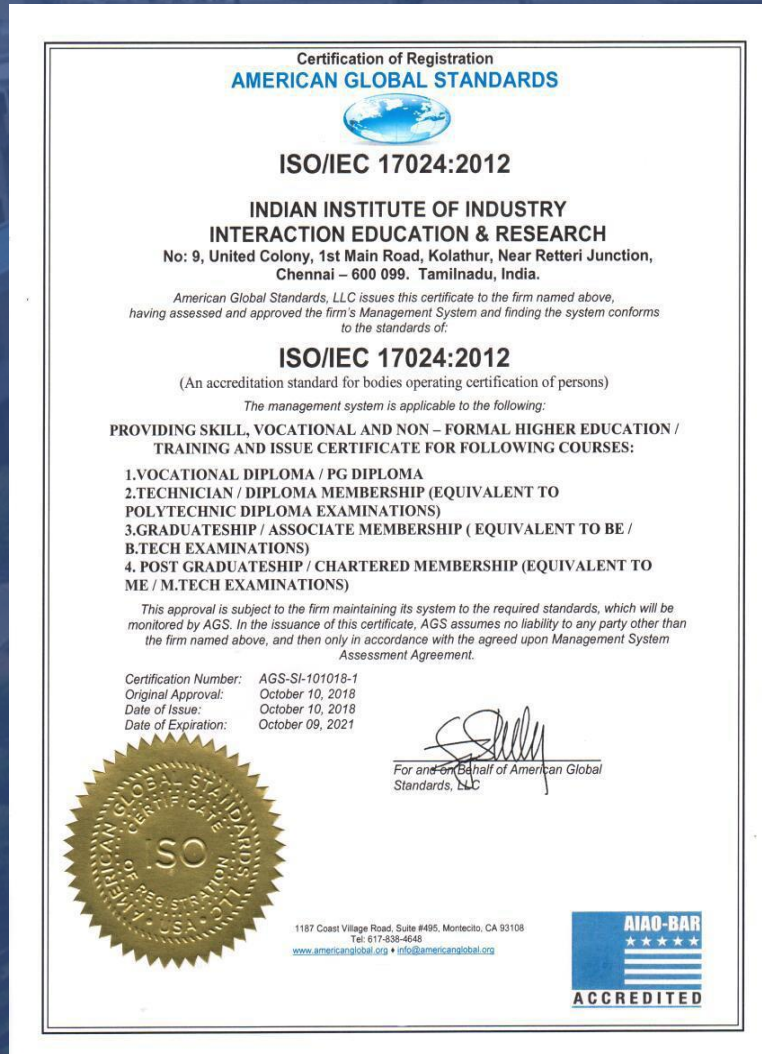 Certification of Registration
AMERICAN GLOBAL STANDARDS
ISO/IEC 17024:2012
INDIAN INSTITUTE OF INDUSTRY
INTERACTION EDUCATION & RESEARCH
No: 9, United Colony, 1st Main Road, Kolathur, Near Retteri Junction,
Chennai – 600 099. Tamilnadu, India.
American Global Standards, LLC issues this certificate to the firm named above,
having assessed and approved the firm's Management System and finding the system conforms
to the standards of:
ISO/IEC 17024:2012
(An accreditation standard for bodies operating certification of persons)
The management system is applicable to the following:
PROVIDING SKILL, VOCATIONAL AND NON – FORMAL HIGHER EDUCATION /
TRAINING AND ISSUE CERTIFICATE FOR FOLLOWING COURSES:
1.VOCATIONAL DIPLOMA / PG DIPLOMA
2.TECHNICIAN / DIPLOMA MEMBERSHIP (EQUIVALENT TO
POLYTECHNIC DIPLOMA EXAMINATIONS)
3.GRADUATESHIP / ASSOCIATE MEMBERSHIP ( EQUIVALENT TO BE /
B.TECH EXAMINATIONS)
4. POST GRADUATESHIP / CHARTERED MEMBERSHIP (EQUIVALENT TO
ME / M.TECH EXAMINATIONS)
This approval is subject to the firm maintaining its system to the required standards, which will be
monitored by AGS. In the issuance of this certificate, AGS assumes no liability to any party other than
the firm named above, and then only in accordance with the agreed upon Management System
Assessment Agreement.
Certification Number: AGS-SI-101018-1
Original Approval: October 10, 2018
Date of Issue: October 10, 2018
Date of Expiration: October 09, 2021
For and on Behalf of American Global
Standards, LLC
AMERICAN GLOBAL STANDARDS, LLC
CERTIFICATE
ISO
OF REGISTRATION
USA
1187 Coast Village Road, Suite #495, Montecito, CA 93108
Tel: 617-838-4648
www.americanglobal.org ♦ info@americanglobal.org
AIAO-BAR
ACCREDITED